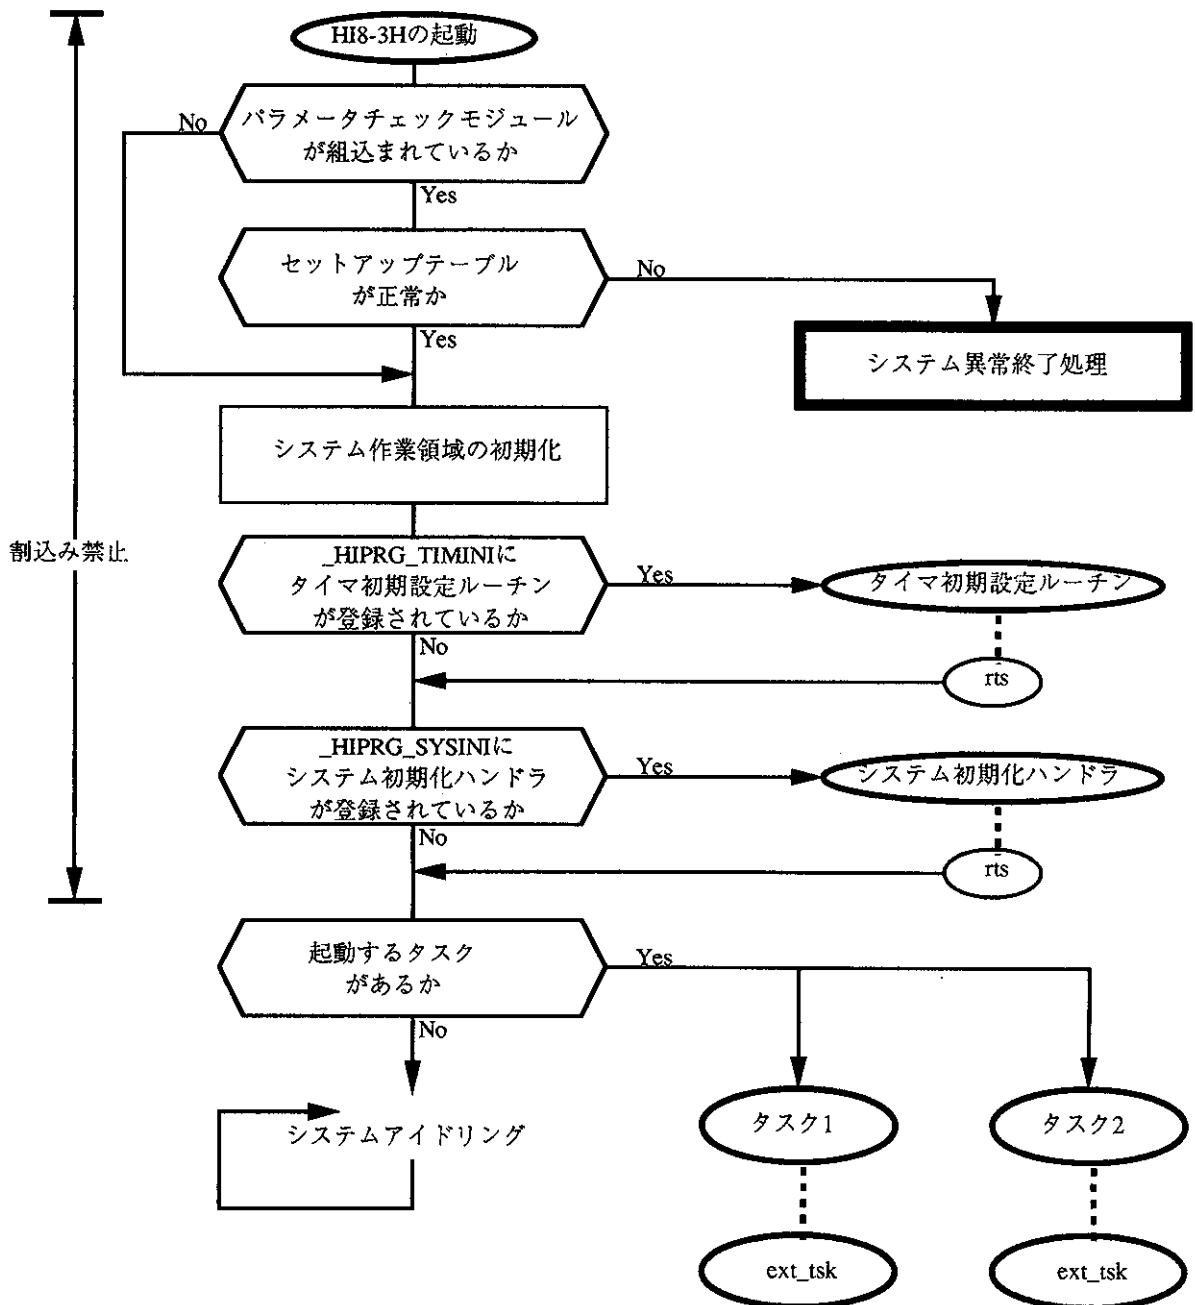 HI8-3Hの起動
No
パラメータチェックモジュール
が組込まれているか
Yes
セットアップテーブル
が正常か
No
Yes
システム異常終了処理
システム作業領域の初期化
割込み禁止
_HIPRG_TIMINIに
タイマ初期設定ルーチン
が登録されているか
Yes
タイマ初期設定ルーチン
No
rts
_HIPRG_SYSINIに
システム初期化ハンドラ
が登録されているか
Yes
システム初期化ハンドラ
No
rts
起動するタスク
があるか
Yes
No
システムアイドリング
タスク1
タスク2
ext_tsk
ext_tsk